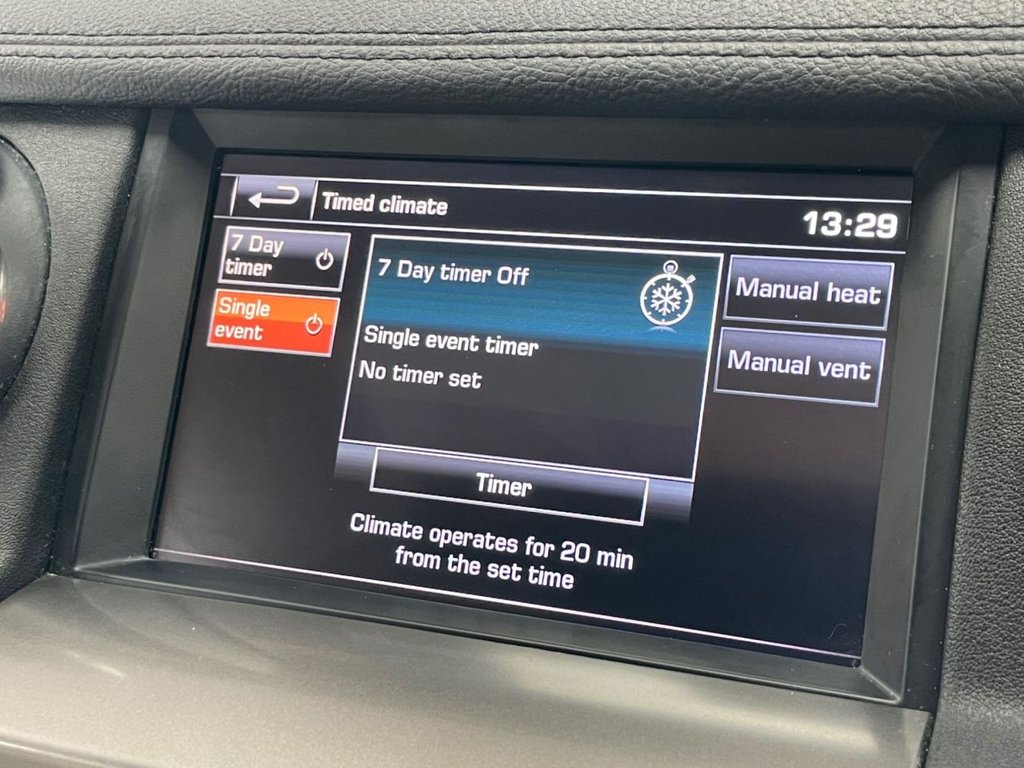 Timed climate
13:29
7 Day
timer
Single
event
7 Day timer Off
Single event timer
No timer set
Manual heat
Manual vent
Timer
Climate operates for 20 min
from the set time